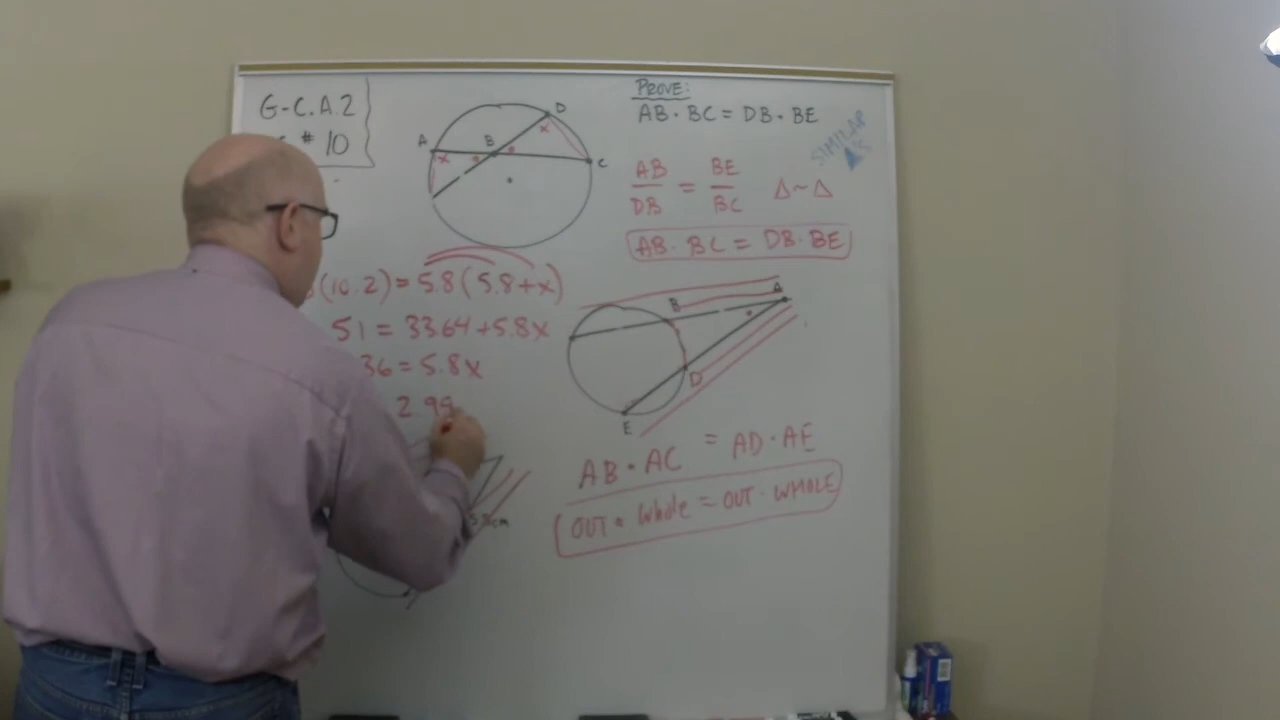 G-C.A.2
# 10
PROVE:
AB · BC = DB · BE
SIMILAR
△S
A
B
D
C
x
x
AB/DB = BE/BC △~△
AB · BC = DB · BE
(10.2) = 5.8(5.8+x)
51 = 33.64 + 5.8x
36 = 5.8x
2.99
A
B
D
E
AB · AC = AD · AE
OUT · Whole = OUT · WHOLE
cm